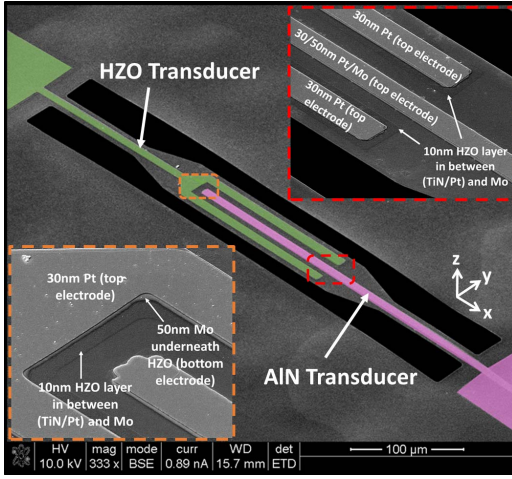 HZO Transducer
30nm Pt (top
electrode)
30/50nm Pt/Mo (top electrode)
30nm Pt (top
electrode)
10nm HZO layer
in between
(TiN/Pt) and Mo
30nm Pt (top
electrode)
50nm Mo
underneath
HZO (bottom
electrode)
10nm HZO layer
in between
(TiN/Pt) and Mo
z
y
x
AlN Transducer
HV mag mode curr WD det
10.0 kV 333 x BSE 0.89 nA 15.7 mm ETD
100 µm